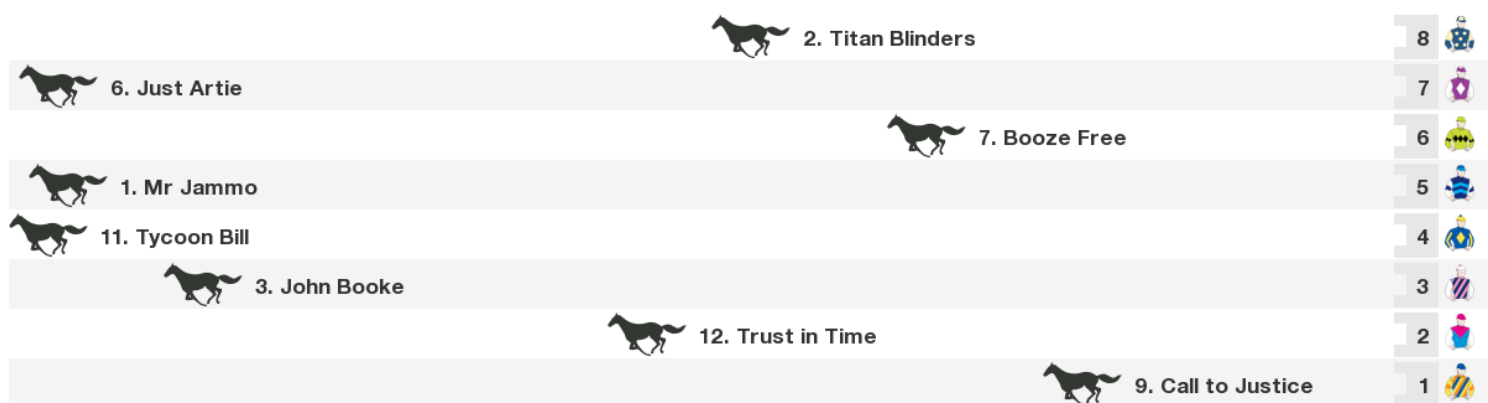 2. Titan Blinders 8
6. Just Artie 7
7. Booze Free 6
1. Mr Jammo 5
11. Tycoon Bill 4
3. John Booke 3
12. Trust in Time 2
9. Call to Justice 1